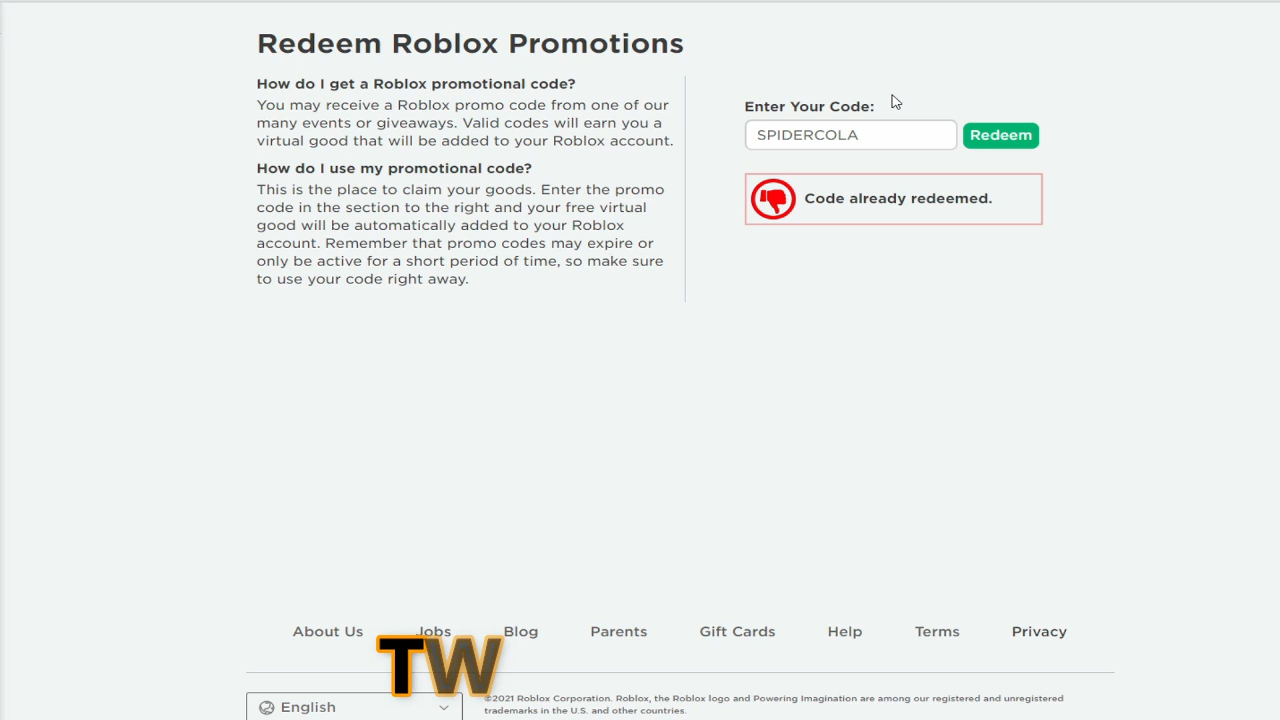 Redeem Roblox Promotions
How do I get a Roblox promotional code?
You may receive a Roblox promo code from one of our
many events or giveaways. Valid codes will earn you a
virtual good that will be added to your Roblox account.
How do I use my promotional code?
This is the place to claim your goods. Enter the promo
code in the section to the right and your free virtual
good will be automatically added to your Roblox
account. Remember that promo codes may expire or
only be active for a short period of time, so make sure
to use your code right away.
Enter Your Code:
SPIDERCOLA
Redeem
Code already redeemed.
About Us
Jobs
Blog
Parents
Gift Cards
Help
Terms
Privacy
TW
English
©2021 Roblox Corporation. Roblox, the Roblox logo and Powering Imagination are among our registered and unregistered
trademarks in the U.S. and other countries.